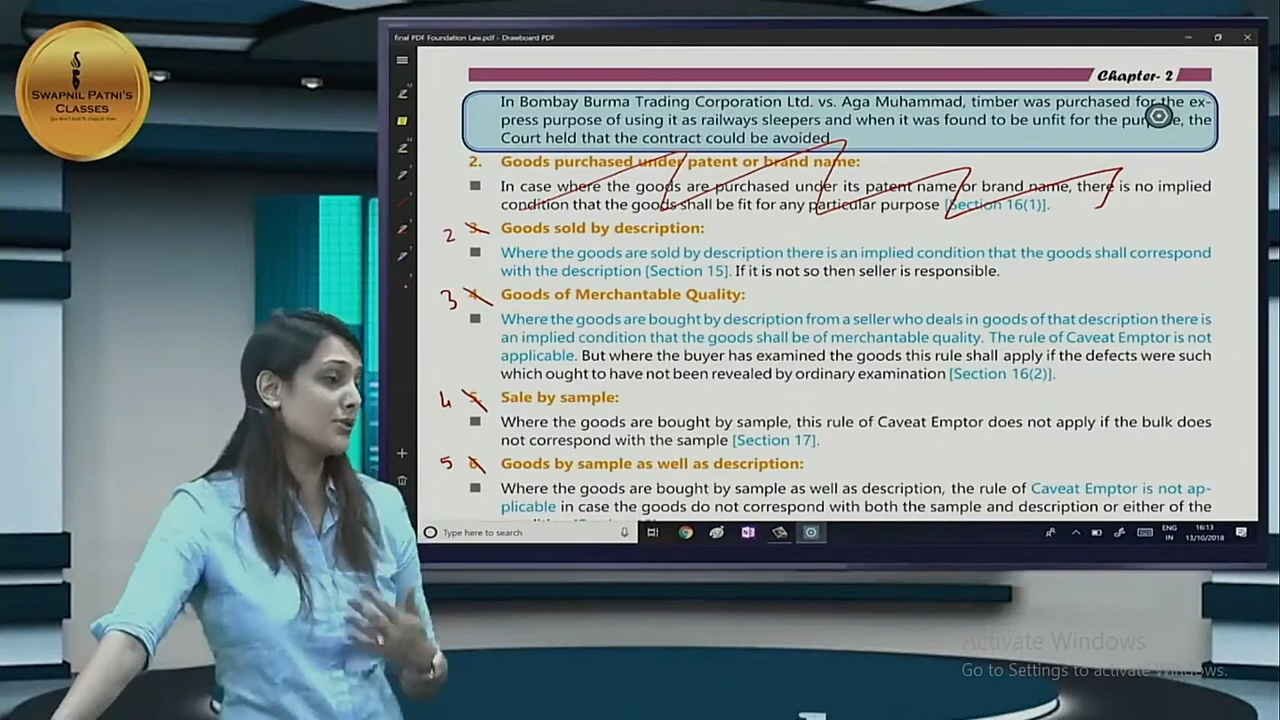 SWAPNIL PATNI'S
CLASSES
final PDF Foundation Law.pdf - Drawboard PDF
Chapter- 2
In Bombay Burma Trading Corporation Ltd. vs. Aga Muhammad, timber was purchased for the ex-
press purpose of using it as railways sleepers and when it was found to be unfit for the the
Court held that the contract could be avoided.
2. Goods purchased under patent or brand name:
In case where the goods are purchased under its patent name or brand name, there is no implied
condition that the goods shall be fit for any particular purpose [Section 16(1)].
2 3. Goods sold by description:
Where the goods are sold by description there is an implied condition that the goods shall correspond
with the description [Section 15]. If it is not so then seller is responsible.
3 4. Goods of Merchantable Quality:
Where the goods are bought by description from a seller who deals in goods of that description there is
an implied condition that the goods shall be of merchantable quality. The rule of Caveat Emptor is not
applicable. But where the buyer has examined the goods this rule shall apply if the defects were such
which ought to have not been revealed by ordinary examination [Section 16(2)].
4 5. Sale by sample:
Where the goods are bought by sample, this rule of Caveat Emptor does not apply if the bulk does
not correspond with the sample [Section 17].
5 6. Goods by sample as well as description:
Where the goods are bought by sample as well as description, the rule of Caveat Emptor is not ap-
plicable in case the goods do not correspond with both the sample and description or either of the
Type here to search
ENG
IN
16:13
13/10/2018
Activate Windows
Go to Settings to activate Windows.